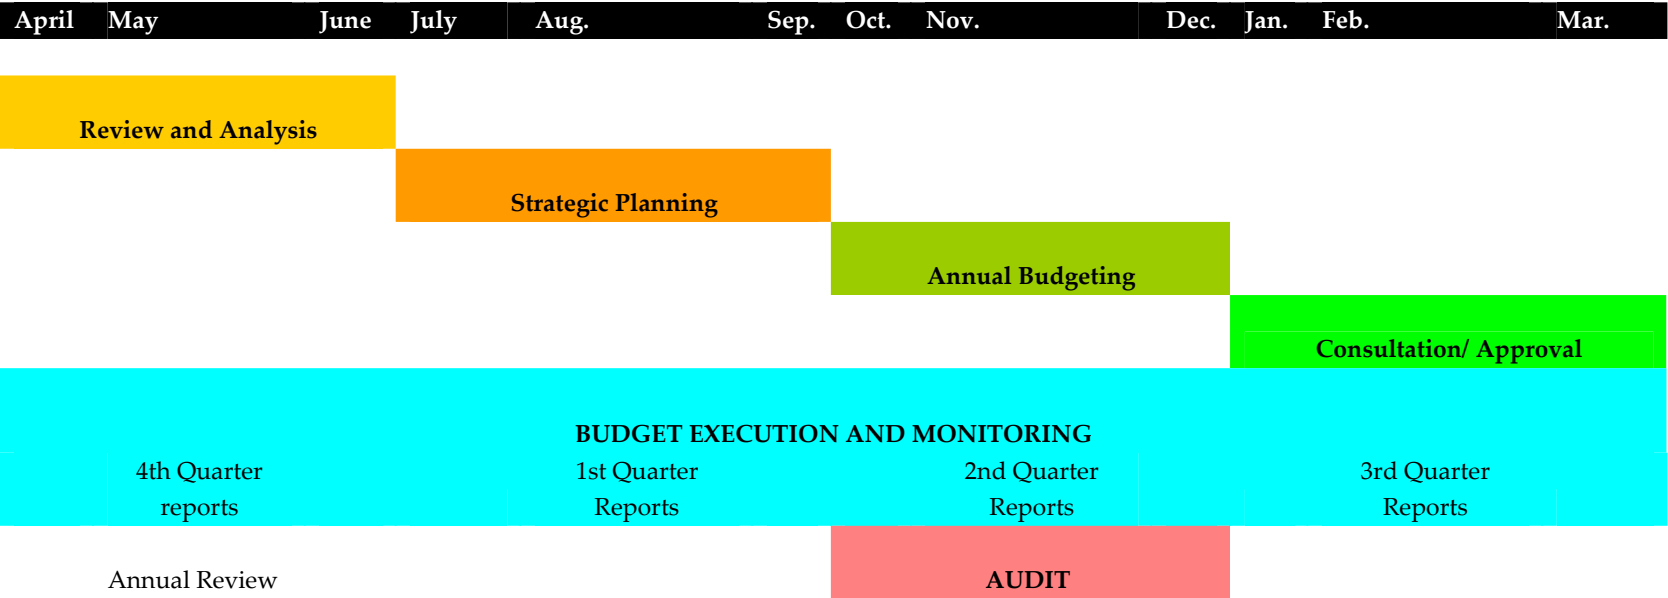 April May June July Aug. Sep. Oct. Nov. Dec. Jan. Feb. Mar.
Review and Analysis
Strategic Planning
Annual Budgeting
Consultation/ Approval
BUDGET EXECUTION AND MONITORING
4th Quarter 1st Quarter 2nd Quarter 3rd Quarter
reports Reports Reports Reports
Annual Review AUDIT